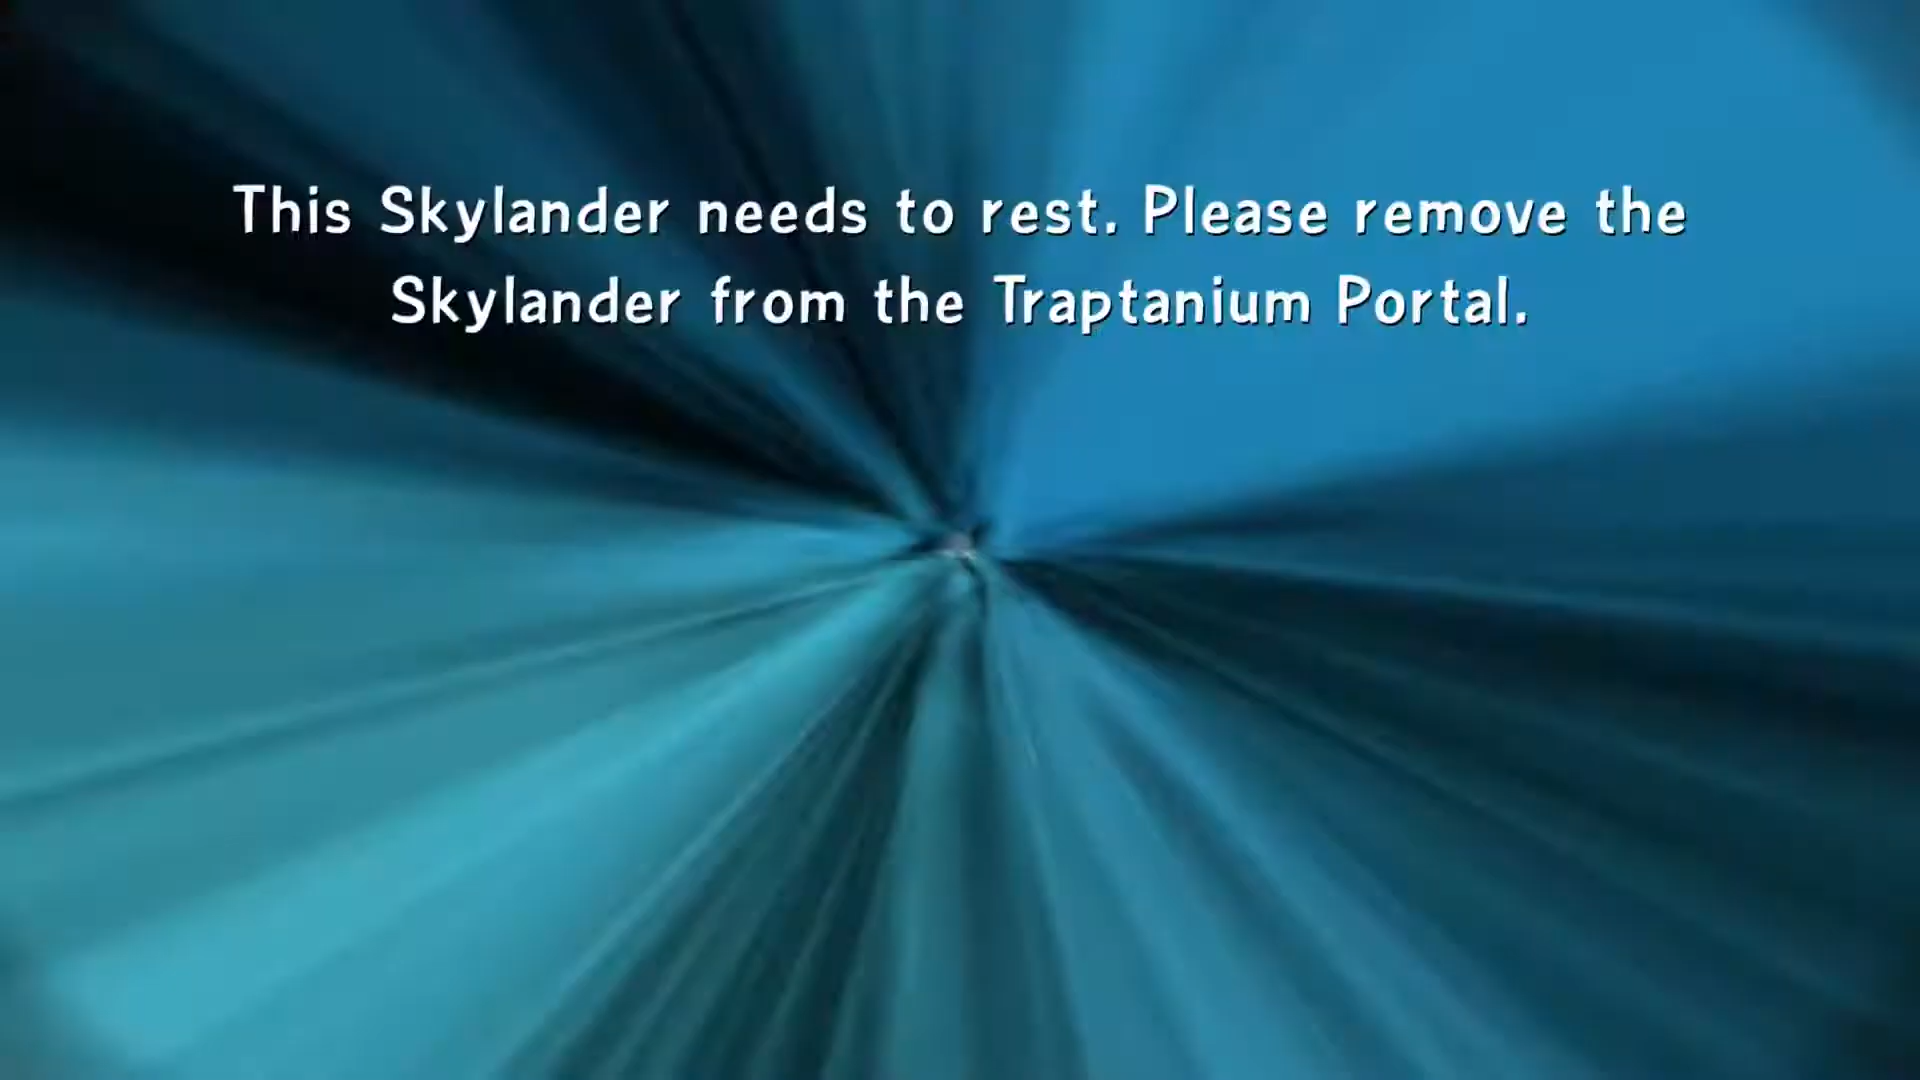 This Skylander needs to rest. Please remove the
Skylander from the Traptanium Portal.